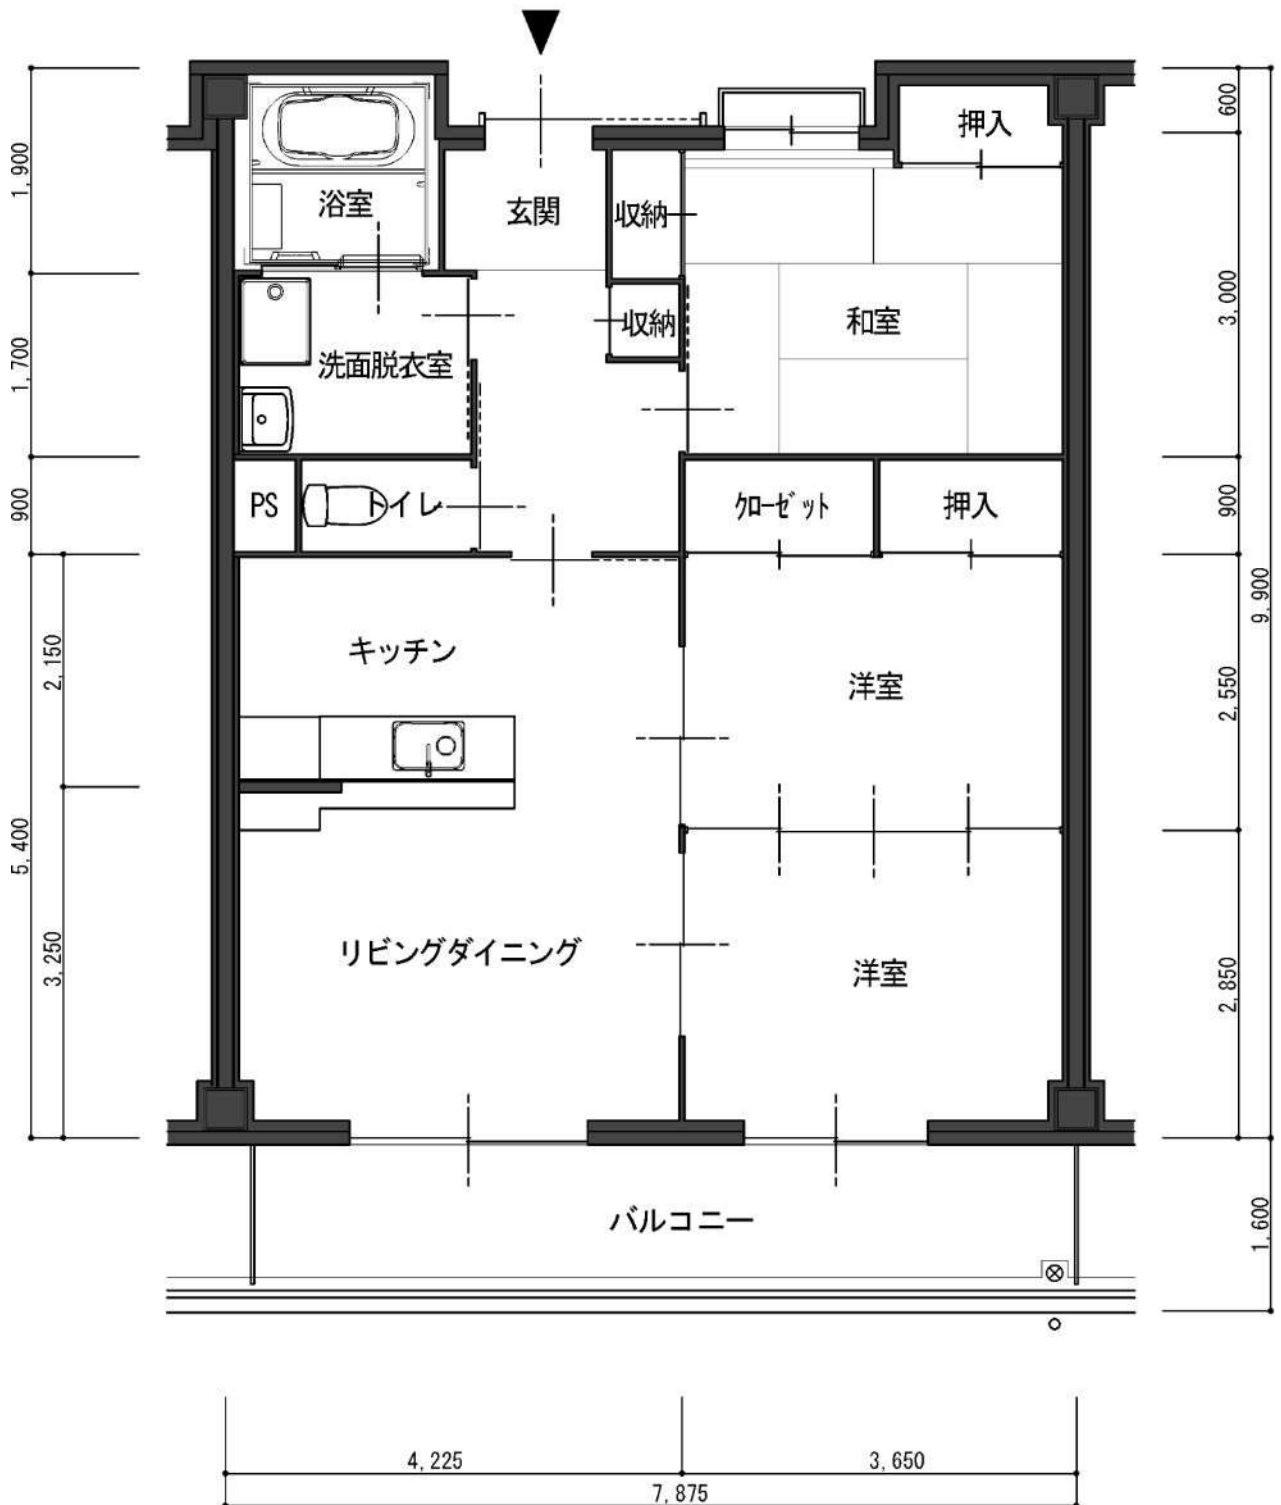 600
押入
1,900
浴室
玄関
収納
3,000
和室
収納
洗面脱衣室
1,700
PS
トイレ
クローゼット
押入
900
900
9,900
キッチン
2,150
洋室
2,550
5,400
リビングダイニング
3,250
洋室
2,850
バルコニー
1,600
4,225
3,650
7,875